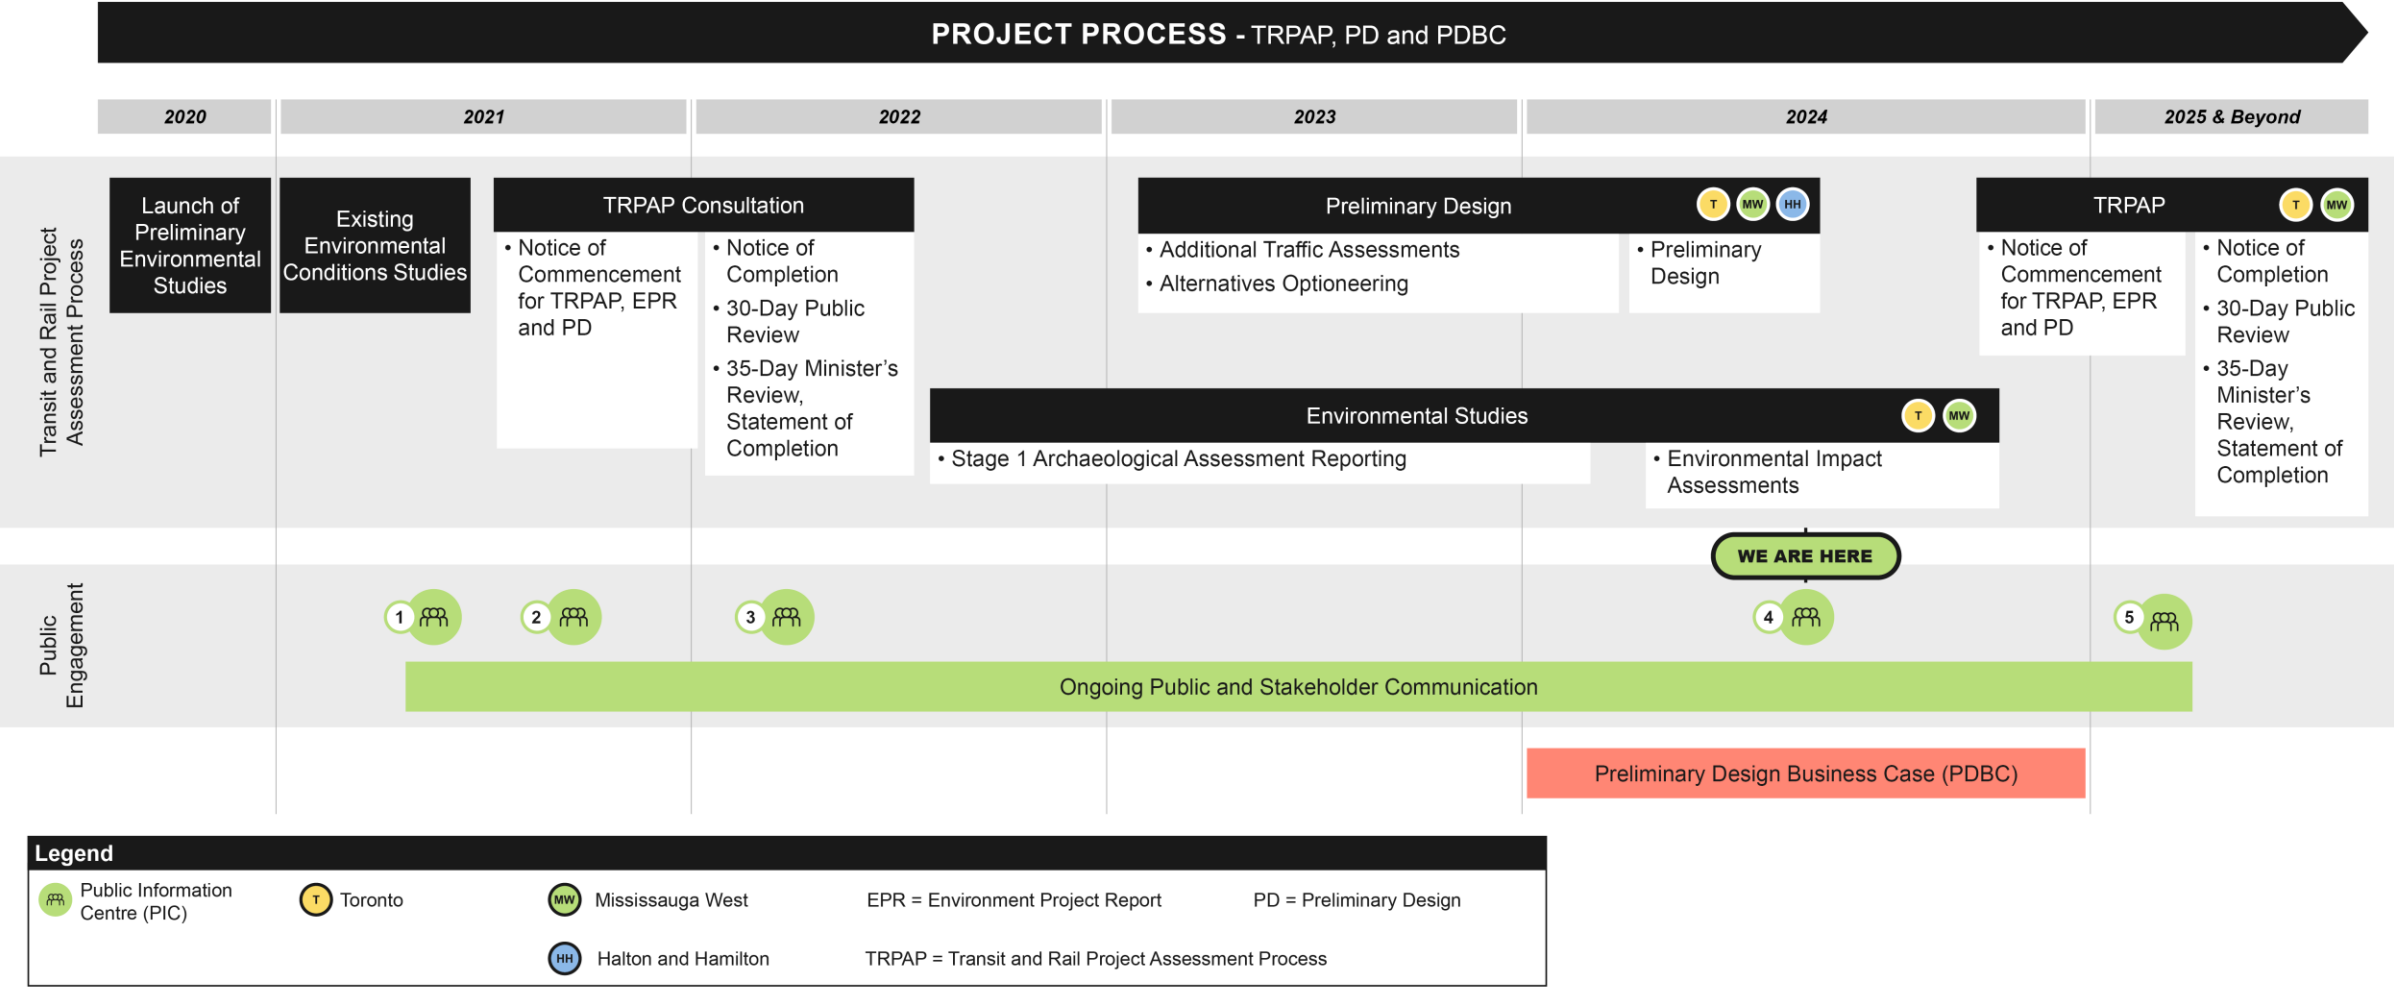 PROJECT PROCESS - TRPAP, PD and PDBC
2020
2021
2022
2023
2024
2025 & Beyond
Transit and Rail Project
Assessment Process
Launch of
Preliminary
Environmental
Studies
Existing
Environmental
Conditions Studies
TRPAP Consultation
• Notice of
Commencement
for TRPAP, EPR
and PD
• Notice of
Completion
• 30-Day Public
Review
• 35-Day Minister’s
Review,
Statement of
Completion
Preliminary Design
T
MW
HH
• Additional Traffic Assessments
• Alternatives Optioneering
• Preliminary
Design
Environmental Studies
T
MW
• Stage 1 Archaeological Assessment Reporting
• Environmental Impact
Assessments
TRPAP
T
MW
• Notice of
Commencement
for TRPAP, EPR
and PD
• Notice of
Completion
• 30-Day Public
Review
• 35-Day
Minister’s
Review,
Statement of
Completion
WE ARE HERE
Public
Engagement
1
2
3
4
5
Ongoing Public and Stakeholder Communication
Preliminary Design Business Case (PDBC)
Legend
Public Information
Centre (PIC)
T
Toronto
MW
Mississauga West
EPR = Environment Project Report
PD = Preliminary Design
HH
Halton and Hamilton
TRPAP = Transit and Rail Project Assessment Process